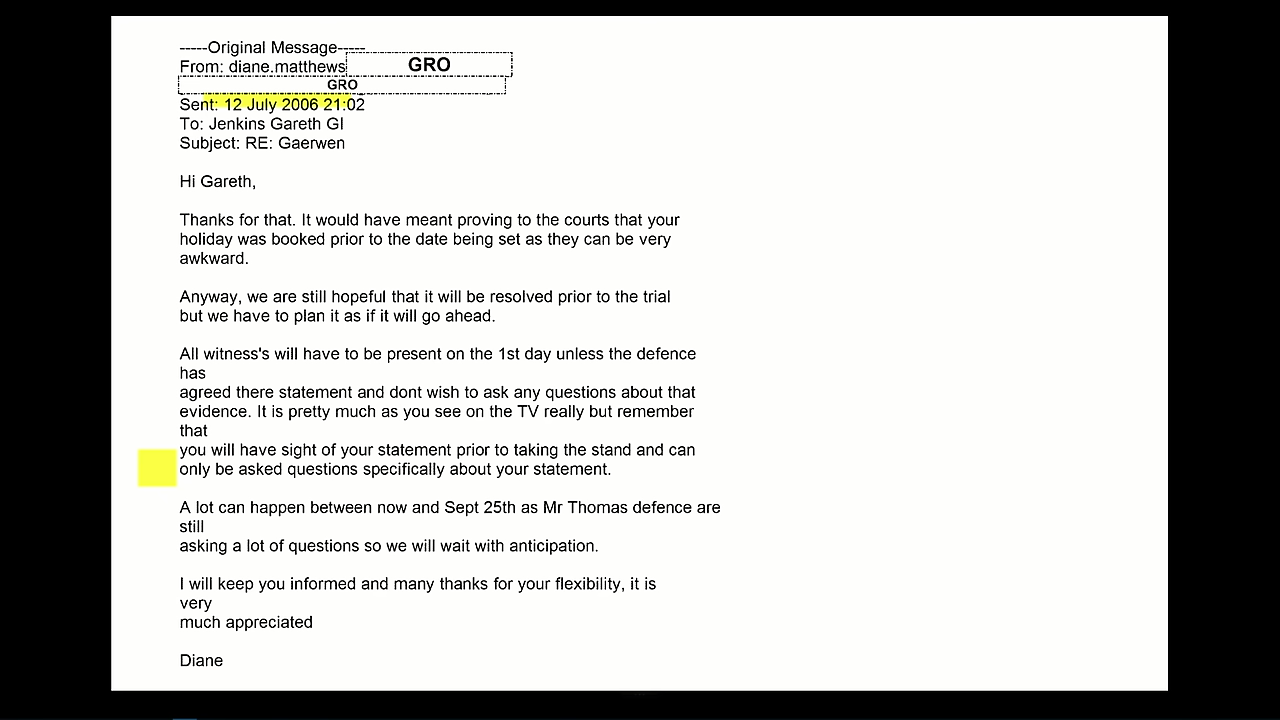 -----Original Message-----
From: diane.matthews GRO
GRO
Sent: 12 July 2006 21:02
To: Jenkins Gareth GI
Subject: RE: Gaerwen
Hi Gareth,
Thanks for that. It would have meant proving to the courts that your
holiday was booked prior to the date being set as they can be very
awkward.
Anyway, we are still hopeful that it will be resolved prior to the trial
but we have to plan it as if it will go ahead.
All witness's will have to be present on the 1st day unless the defence
has
agreed there statement and dont wish to ask any questions about that
evidence. It is pretty much as you see on the TV really but remember
that
you will have sight of your statement prior to taking the stand and can
only be asked questions specifically about your statement.
A lot can happen between now and Sept 25th as Mr Thomas defence are
still
asking a lot of questions so we will wait with anticipation.
I will keep you informed and many thanks for your flexibility, it is
very
much appreciated
Diane